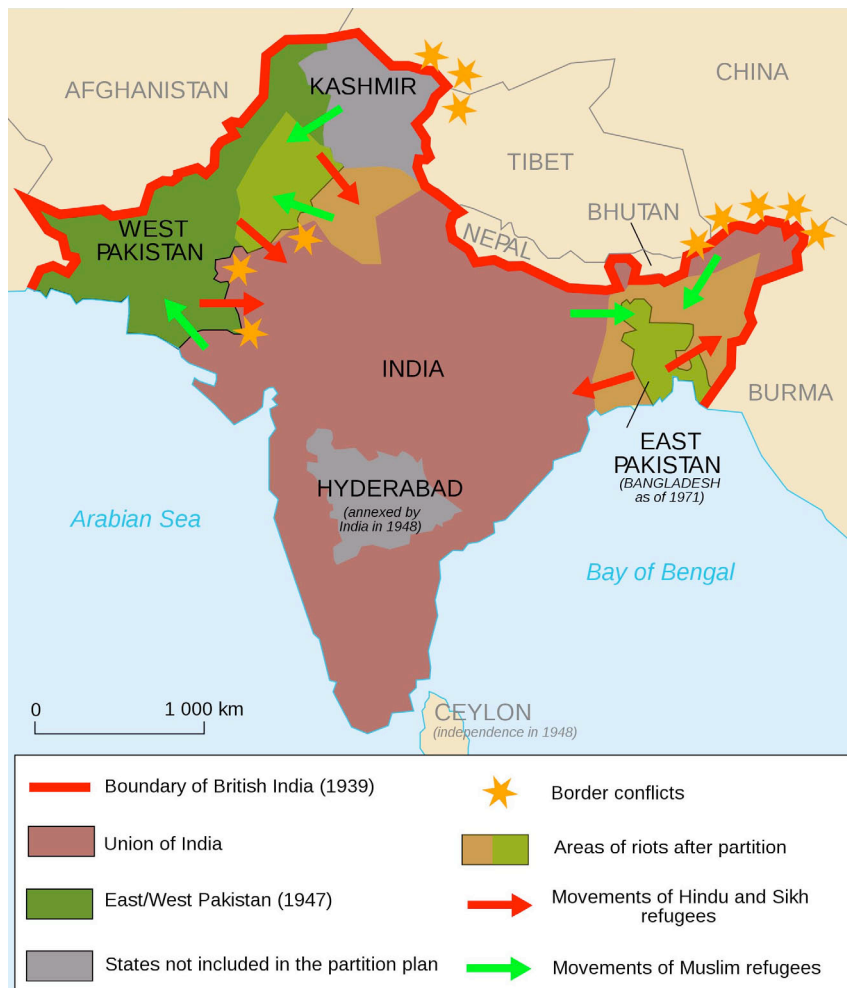 AFGHANISTAN
KASHMIR
CHINA
TIBET
WEST
PAKISTAN
BHUTAN
NEPAL
INDIA
BURMA
EAST
PAKISTAN
(BANGLADESH
as of 1971)
HYDERABAD
(annexed by
India in 1948)
Arabian Sea
Bay of Bengal
0
1 000 km
CEYLON
(independence in 1948)
Boundary of British India (1939)
Union of India
East/West Pakistan (1947)
States not included in the partition plan
Border conflicts
Areas of riots after partition
Movements of Hindu and Sikh
refugees
Movements of Muslim refugees